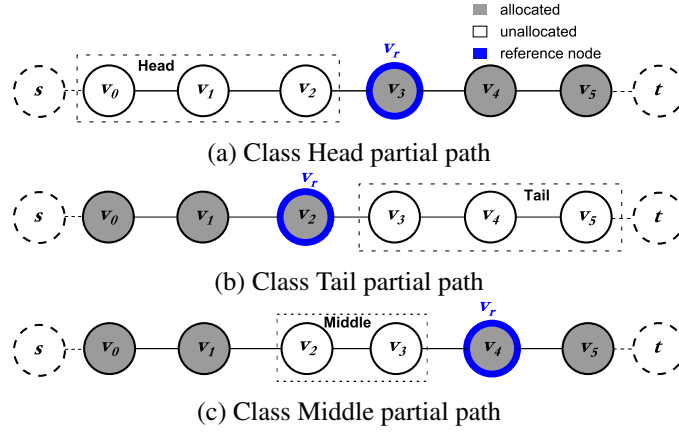 allocated
unallocated
reference node
v_r
Head
s v_0 v_1 v_2 v_3 v_4 v_5 t
(a) Class Head partial path
v_r
Tail
s v_0 v_1 v_2 v_3 v_4 v_5 t
(b) Class Tail partial path
v_r
Middle
s v_0 v_1 v_2 v_3 v_4 v_5 t
(c) Class Middle partial path